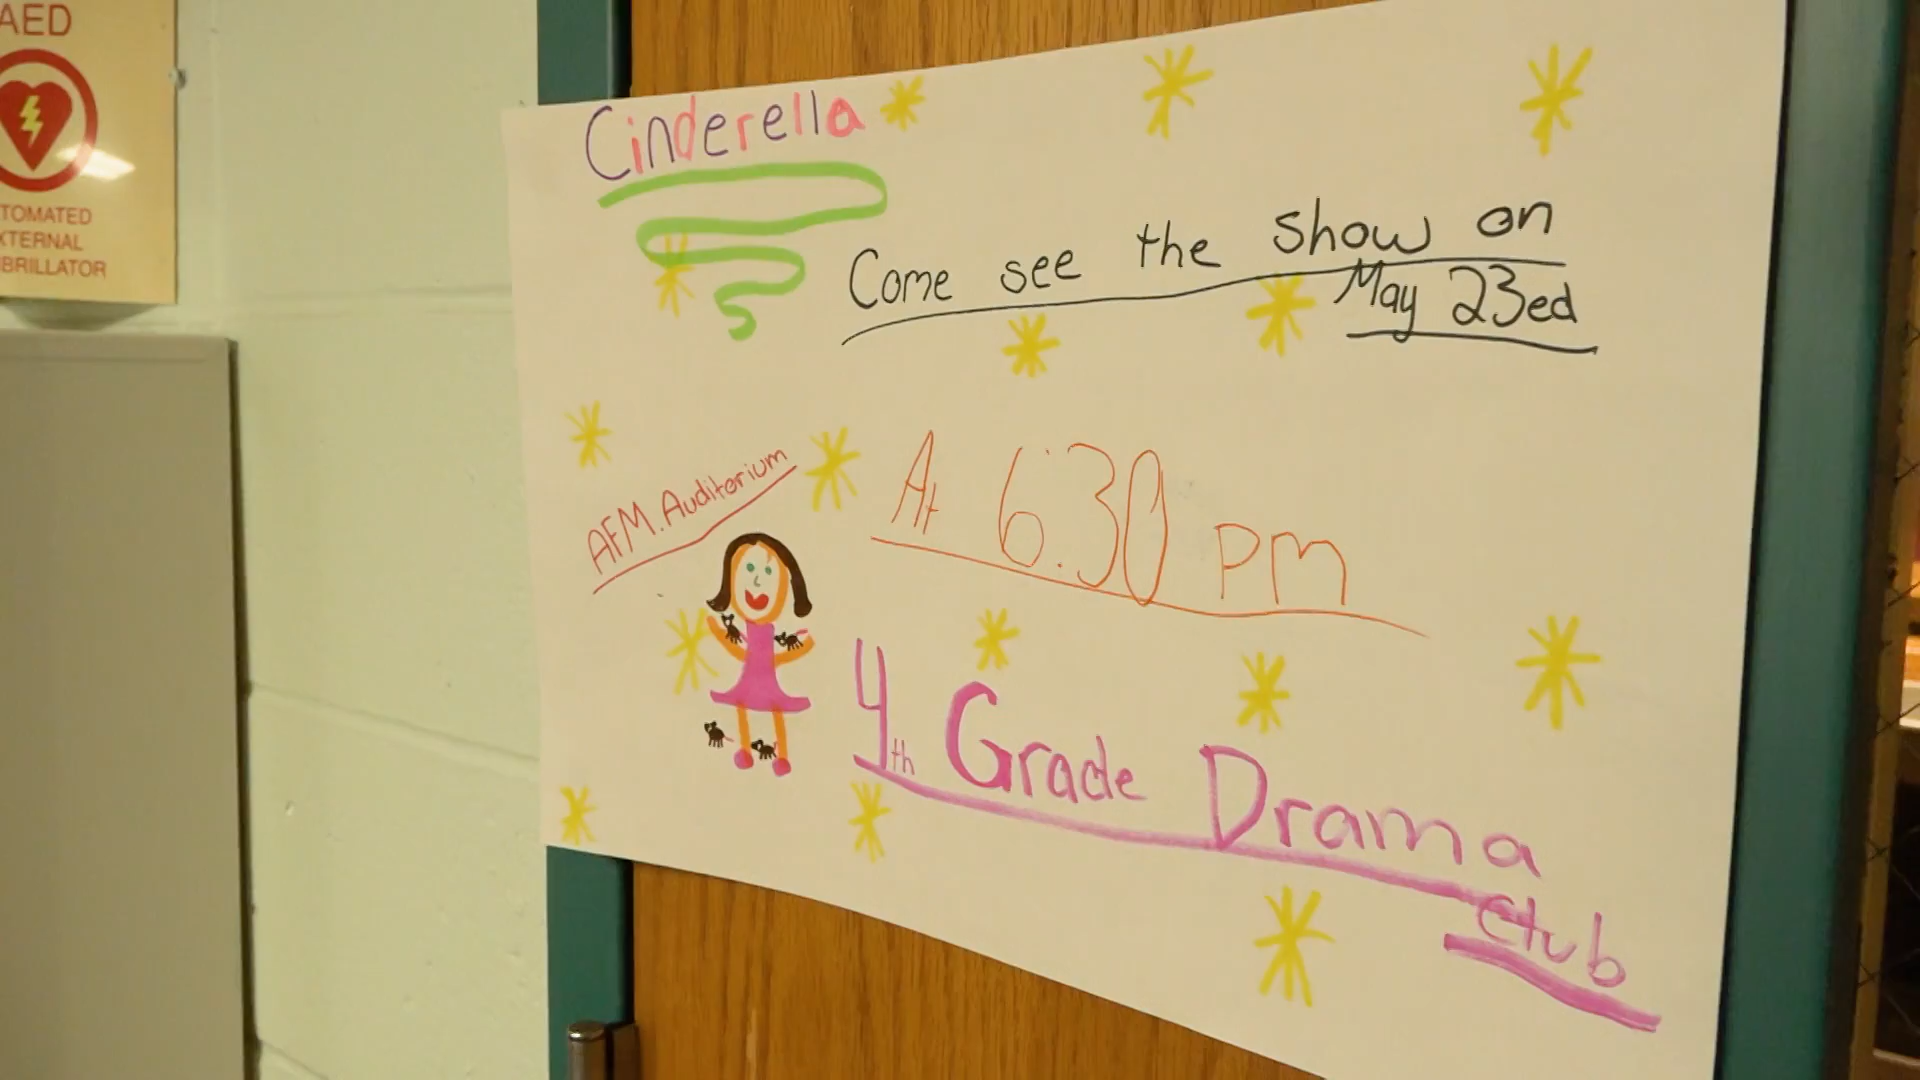 AED
TOMATED
XTERNAL
BRILLATOR
Cinderella
Come see the show on
May 23ed
AFM. Auditorium
At 6:30 pm
4th Grade Drama
Club